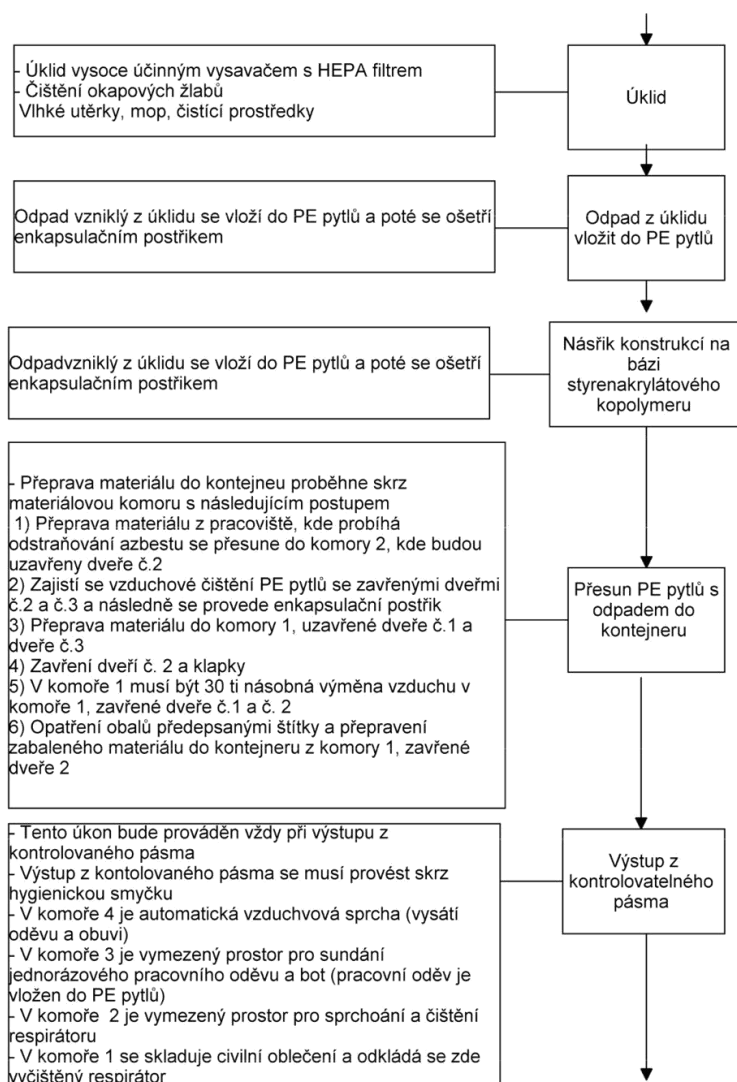 - Úklid vysoce účinným vysavačem s HEPA filtrem
- Čištění okapových žlabů
Vlhké utěrky, mop, čistící prostředky
Úklid
Odpad vzniklý z úklidu se vloží do PE pytlů a poté se ošetří
enkapsulačním postřikem
Odpad z úklidu
vložit do PE pytlů
Odpadvzniklý z úklidu se vloží do PE pytlů a poté se ošetří
enkapsulačním postřikem
Násřik konstrukcí na
bázi
styrenakrylátového
kopolymeru
- Přeprava materiálu do kontejneu proběhne skrz
materiálovou komoru s následujícím postupem
1) Přeprava materiálu z pracoviště, kde probíhá
odstraňování azbestu se přesune do komory 2, kde budou
uzavřeny dveře č.2
2) Zajistí se vzduchové čištění PE pytlů se zavřenými dveřmi
č.2 a č.3 a následně se provede enkapsulační postřik
3) Přeprava materiálu do komory 1, uzavřené dveře č.1 a
dveře č.3
4) Zavření dveří č. 2 a klapky
5) V komoře 1 musí být 30 ti násobná výměna vzduchu v
komoře 1, zavřené dveře č.1 a č. 2
6) Opatření obalů předepsanými štítky a přepravení
zabaleného materiálu do kontejneru z komory 1, zavřené
dveře 2
Přesun PE pytlů s
odpadem do
kontejneru
- Tento úkon bude prováděn vždy při výstupu z
kontrolovaného pásma
- Výstup z kontolovaného pásma se musí provést skrz
hygienickou smyčku
- V komoře 4 je automatická vzduchvová sprcha (vysátí
oděvu a obuvi)
- V komoře 3 je vymezený prostor pro sundání
jednorázového pracovního oděvu a bot (pracovní oděv je
vložen do PE pytlů)
- V komoře  2 je vymezený prostor pro sprchoání a čištění
respirátoru
- V komoře 1 se skladuje civilní oblečení a odkládá se zde
vyčištěný respirátor
Výstup z
kontrolovatelného
pásma